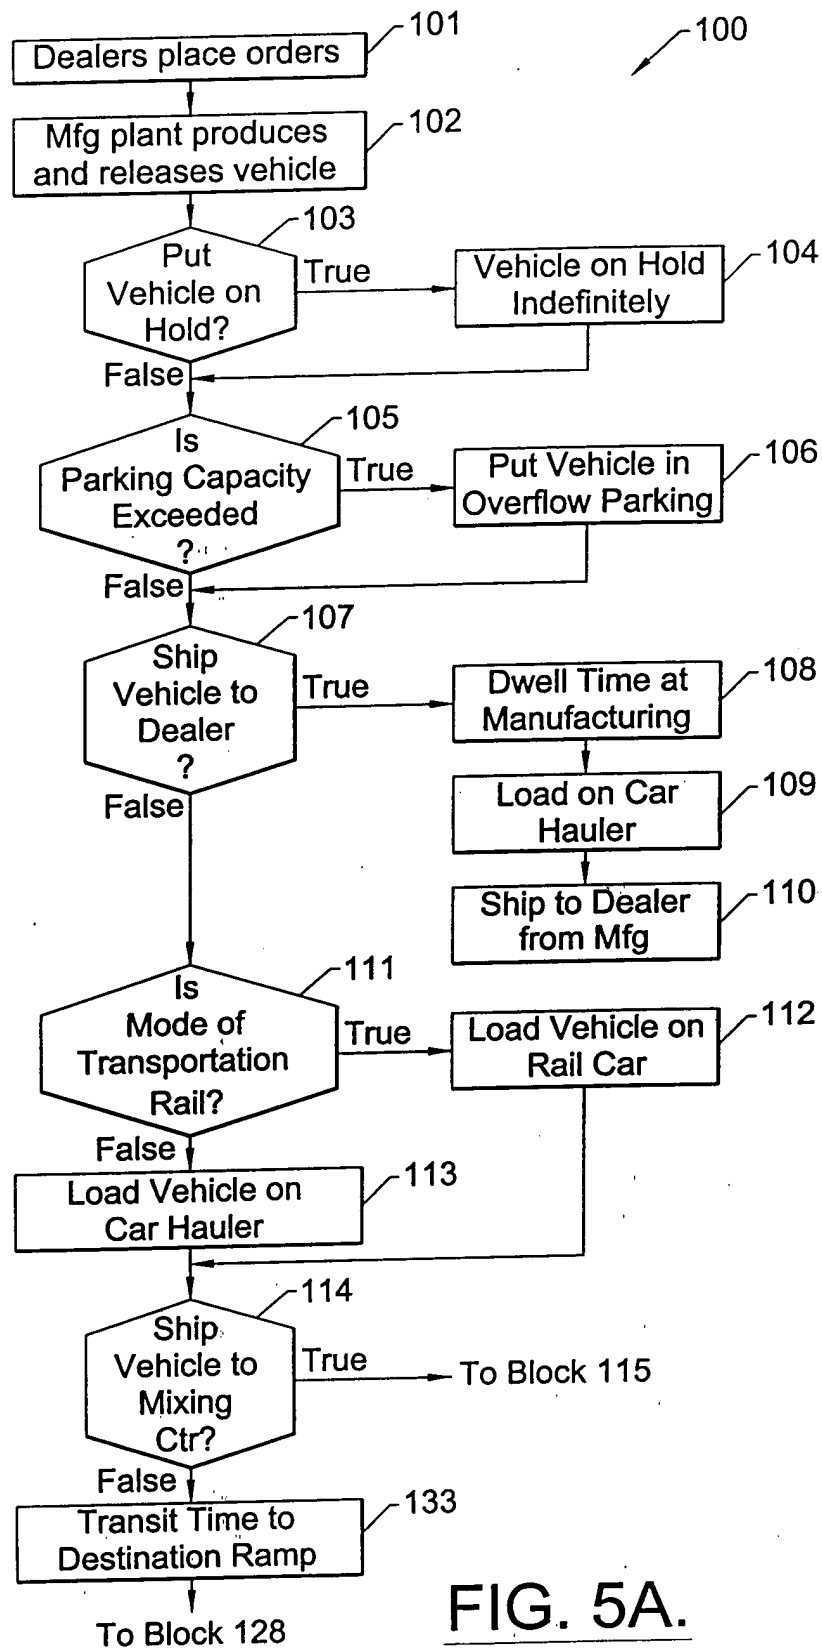 101
100
Dealers place orders
102
Mfg plant produces
and releases vehicle
103
Put
Vehicle on
Hold?
True
Vehicle on Hold
Indefinitely
104
False
105
Is
Parking Capacity
Exceeded
?
True
Put Vehicle in
Overflow Parking
106
False
107
Ship
Vehicle to
Dealer
?
True
Dwell Time at
Manufacturing
108
False
Load on Car
Hauler
109
Ship to Dealer
from Mfg
110
111
Is
Mode of
Transportation
Rail?
True
Load Vehicle on
Rail Car
112
False
Load Vehicle on
Car Hauler
113
114
Ship
Vehicle to
Mixing
Ctr?
True
To Block 115
False
Transit Time to
Destination Ramp
133
To Block 128
FIG. 5A.